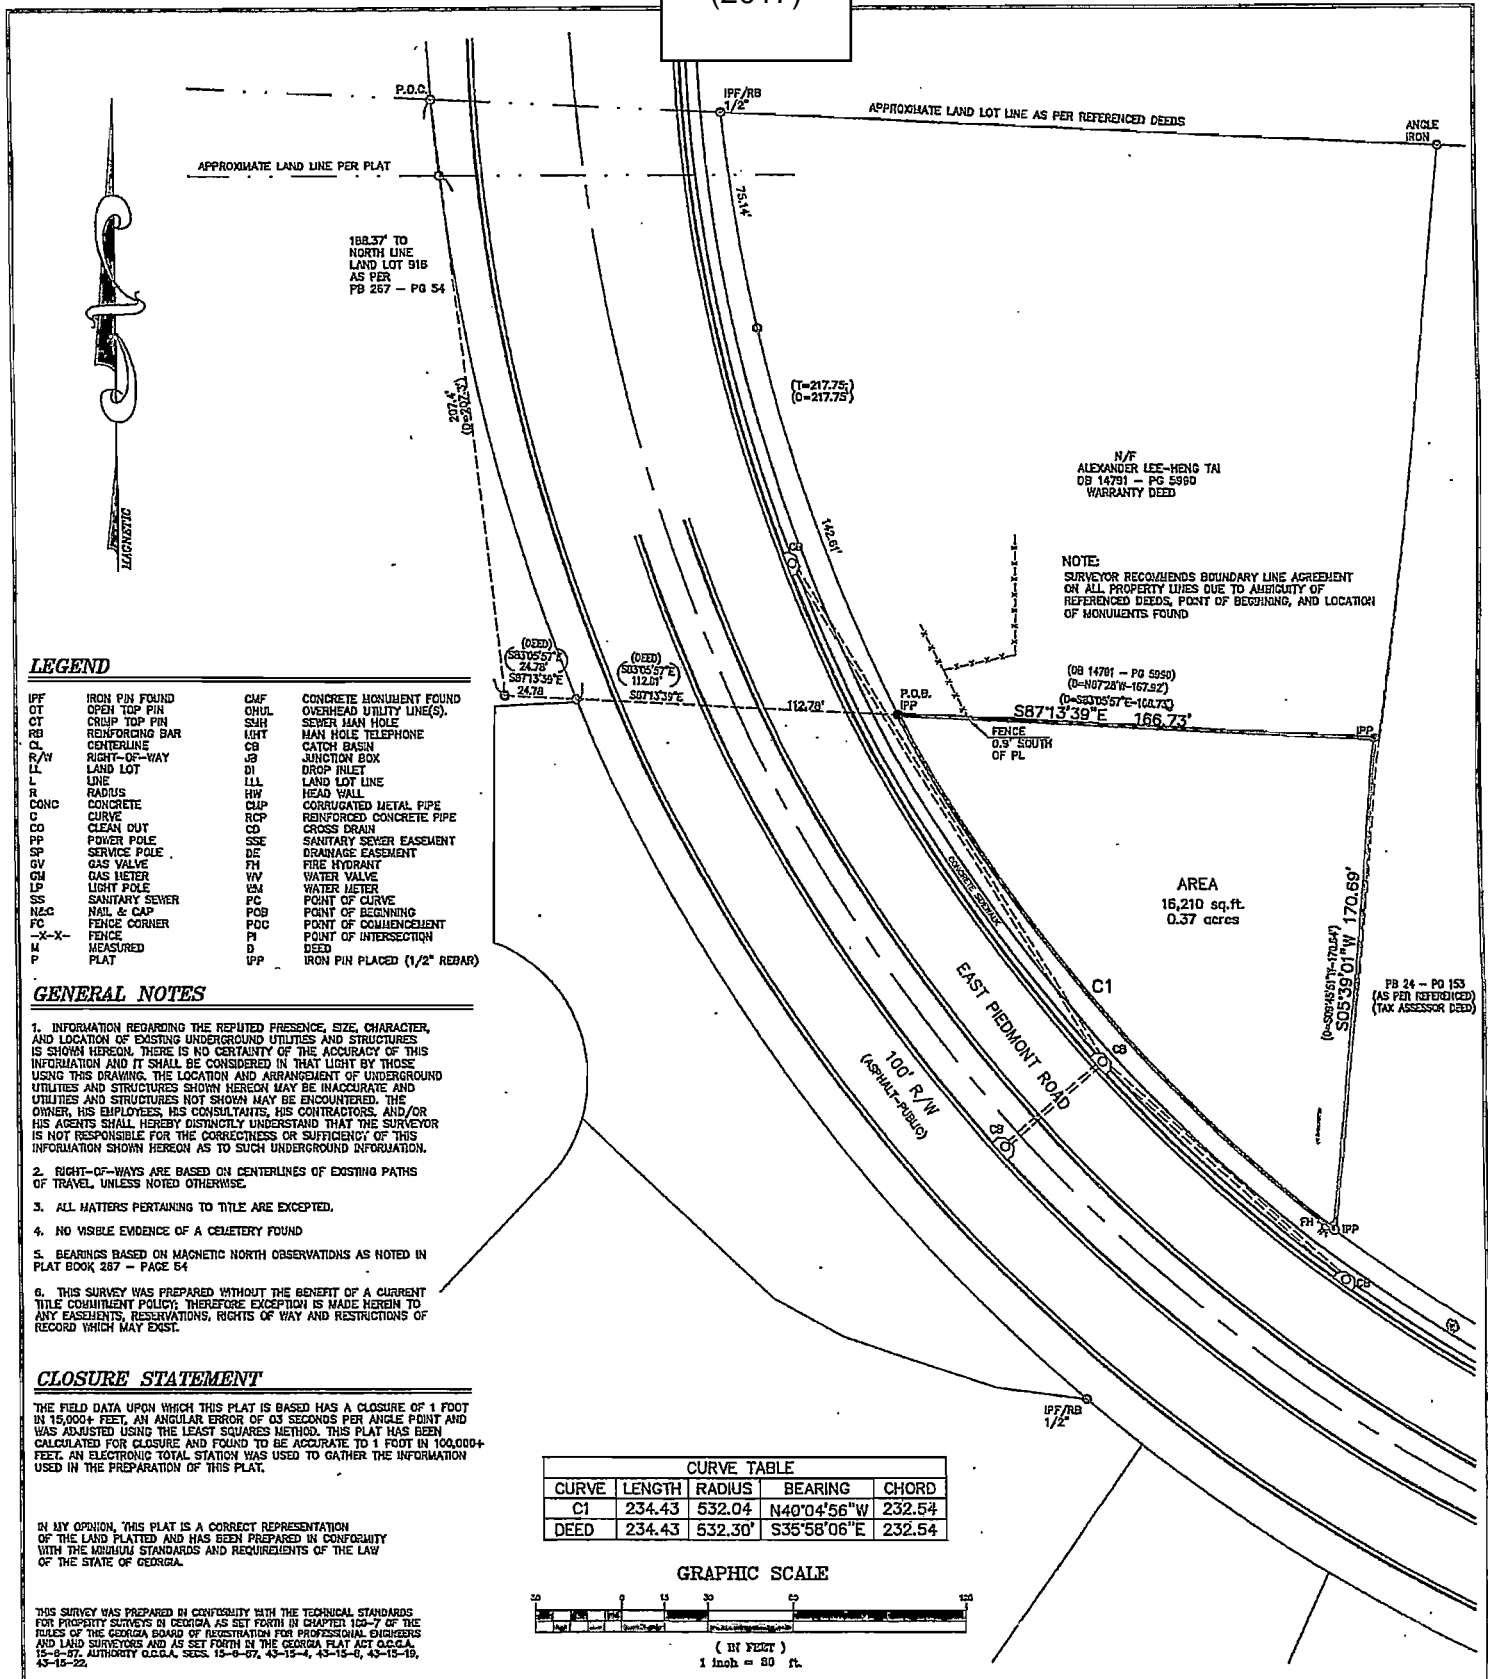 (2017)
P.O.C.
IPF/RB
1/2"
APPROXIMATE LAND LOT LINE AS PER REFERENCED DEEDS
ANGLE
IRON
APPROXIMATE LAND LINE PER PLAT
75.14'
188.37' TO
NORTH LINE
LAND LOT 918
AS PER
PB 267 – PG 54
MAGNETIC
207.4'
(T=217.75;)
(D=217.75')
142.61'
CB
N/F
ALEXANDER LEE-HENG TAI
DB 14791 – PG 5990
WARRANTY DEED
NOTE:
SURVEYOR RECOMMENDS BOUNDARY LINE AGREEMENT
ON ALL PROPERTY LINES DUE TO AMBIGUITY OF
REFERENCED DEEDS, POINT OF BEGINNING, AND LOCATION
OF MONUMENTS FOUND
(DEED)
(S83°05'57"E
24.78'
S87°13'39"E
24.78
(DEED)
(S83°05'57"E
112.01'
S87°13'39"E
112.78'
P.O.B.
IPP
(DB 14791 – PG 5990)
(D=N87°28'W-167.92')
S87°13'39"E 166.73'
IPP
FENCE
0.9' SOUTH
OF PL
LEGEND
IPF IRON PIN FOUND CMF CONCRETE MONUMENT FOUND
OT OPEN TOP PIN OHUL OVERHEAD UTILITY LINE(S).
CT CRIMP TOP PIN SMH SEWER MAN HOLE
RB REINFORCING BAR MHT MAN HOLE TELEPHONE
CL CENTERLINE CB CATCH BASIN
R/W RIGHT-OF-WAY JB JUNCTION BOX
LL LAND LOT DI DROP INLET
L LINE LLL LAND LOT LINE
R RADIUS HW HEAD WALL
CONC CONCRETE CMP CORRUGATED METAL PIPE
C CURVE RCP REINFORCED CONCRETE PIPE
CO CLEAN OUT CD CROSS DRAIN
PP POWER POLE SSE SANITARY SEWER EASEMENT
SP SERVICE POLE DE DRAINAGE EASEMENT
GV GAS VALVE FH FIRE HYDRANT
GM GAS METER WV WATER VALVE
LP LIGHT POLE WM WATER METER
SS SANITARY SEWER PC POINT OF CURVE
N&C NAIL & CAP POB POINT OF BEGINNING
FC FENCE CORNER POC POINT OF COMMENCEMENT
-X-X- FENCE PI POINT OF INTERSECTION
M MEASURED D DEED
P PLAT IPP IRON PIN PLACED (1/2" REBAR)
CONCRETE SIDEWALK
AREA
16,210 sq.ft.
0.37 acres
S05°39'01"W 170.69'
PB 24 – PG 153
(AS PER REFERENCED)
(TAX ASSESSOR DEED)
C1
EAST PIEDMONT ROAD
100' R/W
(ASPHALT-PUBLIC)
CB
CB
FH
IPP
CB
IPF/RB
1/2"
GENERAL NOTES
1. INFORMATION REGARDING THE REPUTED PRESENCE, SIZE, CHARACTER,
AND LOCATION OF EXISTING UNDERGROUND UTILITIES AND STRUCTURES
IS SHOWN HEREON. THERE IS NO CERTAINTY OF THE ACCURACY OF THIS
INFORMATION AND IT SHALL BE CONSIDERED IN THAT LIGHT BY THOSE
USING THIS DRAWING. THE LOCATION AND ARRANGEMENT OF UNDERGROUND
UTILITIES AND STRUCTURES SHOWN HEREON MAY BE INACCURATE AND
UTILITIES AND STRUCTURES NOT SHOWN MAY BE ENCOUNTERED. THE
OWNER, HIS EMPLOYEES, HIS CONSULTANTS, HIS CONTRACTORS, AND/OR
HIS AGENTS SHALL HEREBY DISTINCTLY UNDERSTAND THAT THE SURVEYOR
IS NOT RESPONSIBLE FOR THE CORRECTNESS OR SUFFICIENCY OF THIS
INFORMATION SHOWN HEREON AS TO SUCH UNDERGROUND INFORMATION.
2. RIGHT-OF-WAYS ARE BASED ON CENTERLINES OF EXISTING PATHS
OF TRAVEL, UNLESS NOTED OTHERWISE.
3. ALL MATTERS PERTAINING TO TITLE ARE EXCEPTED.
4. NO VISIBLE EVIDENCE OF A CEMETERY FOUND
5. BEARINGS BASED ON MAGNETIC NORTH OBSERVATIONS AS NOTED IN
PLAT BOOK 267 – PAGE 54
6. THIS SURVEY WAS PREPARED WITHOUT THE BENEFIT OF A CURRENT
TITLE COMMITMENT POLICY; THEREFORE EXCEPTION IS MADE HEREIN TO
ANY EASEMENTS, RESERVATIONS, RIGHTS OF WAY AND RESTRICTIONS OF
RECORD WHICH MAY EXIST.
CLOSURE STATEMENT
THE FIELD DATA UPON WHICH THIS PLAT IS BASED HAS A CLOSURE OF 1 FOOT
IN 15,000+ FEET, AN ANGULAR ERROR OF 03 SECONDS PER ANGLE POINT AND
WAS ADJUSTED USING THE LEAST SQUARES METHOD. THIS PLAT HAS BEEN
CALCULATED FOR CLOSURE AND FOUND TO BE ACCURATE TO 1 FOOT IN 100,000+
FEET. AN ELECTRONIC TOTAL STATION WAS USED TO GATHER THE INFORMATION
USED IN THE PREPARATION OF THIS PLAT.
IN MY OPINION, THIS PLAT IS A CORRECT REPRESENTATION
OF THE LAND PLATTED AND HAS BEEN PREPARED IN CONFORMITY
WITH THE MINIMUM STANDARDS AND REQUIREMENTS OF THE LAW
OF THE STATE OF GEORGIA.
THIS SURVEY WAS PREPARED IN CONFORMITY WITH THE TECHNICAL STANDARDS
FOR PROPERTY SURVEYS IN GEORGIA AS SET FORTH IN CHAPTER 180-7 OF THE
RULES OF THE GEORGIA BOARD OF REGISTRATION FOR PROFESSIONAL ENGINEERS
AND LAND SURVEYORS AND AS SET FORTH IN THE GEORGIA PLAT ACT O.C.G.A.
15-6-67. AUTHORITY O.C.G.A. SECS. 15-6-67, 43-15-4, 43-15-6, 43-15-19,
43-15-22.
CURVE TABLE
CURVE LENGTH RADIUS BEARING CHORD
C1 234.43 532.04 N40°04'56"W 232.54
DEED 234.43 532.30' S35°58'06"E 232.54
GRAPHIC SCALE
0 15 30 60 120
( IN FEET )
1 inch = 30 ft.